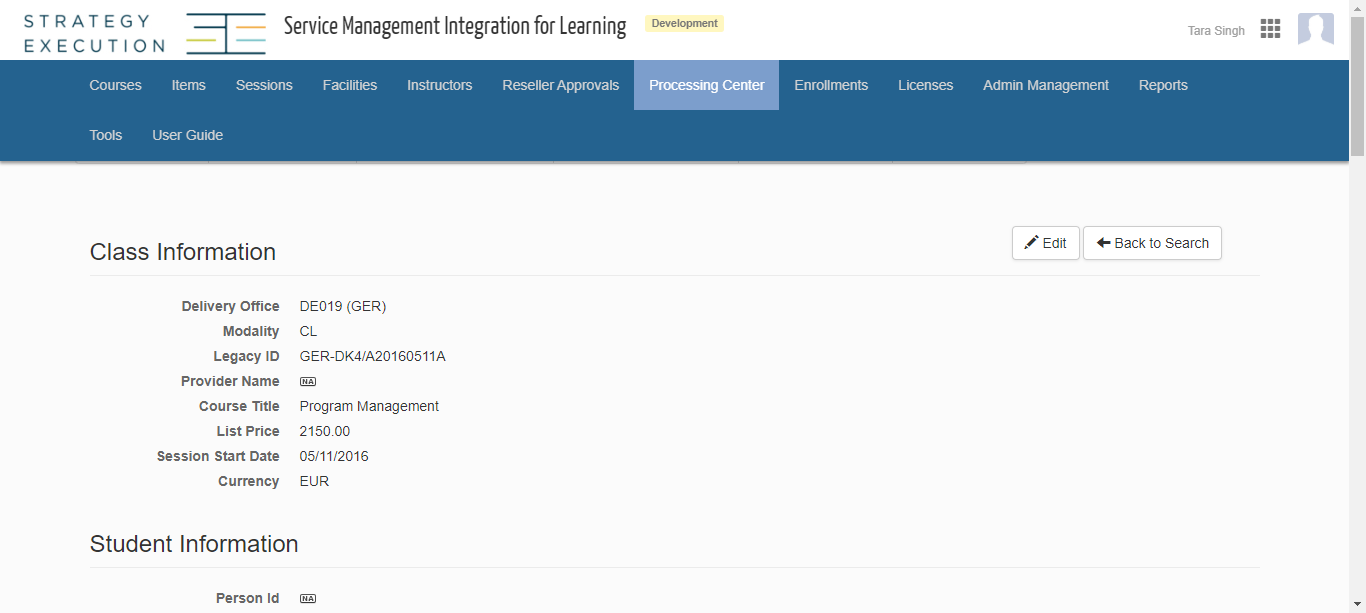 STRATEGY
EXECUTION
Service Management Integration for Learning
Development
Tara Singh
Courses Items Sessions Facilities Instructors Reseller Approvals Processing Center Enrollments Licenses Admin Management Reports
Tools User Guide
Class Information
Edit
Back to Search
Delivery Office DE019 (GER)
Modality CL
Legacy ID GER-DK4/A20160511A
Provider Name NA
Course Title Program Management
List Price 2150.00
Session Start Date 05/11/2016
Currency EUR
Student Information
Person Id NA